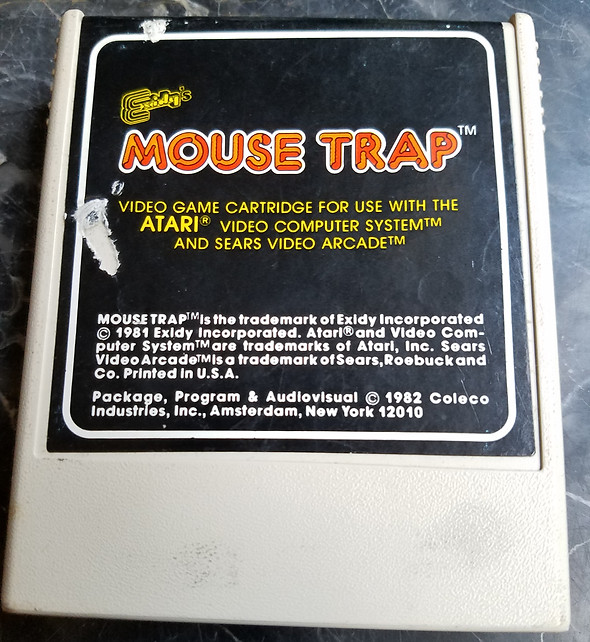 Exidy's
MOUSE TRAP™
VIDEO GAME CARTRIDGE FOR USE WITH THE
ATARI® VIDEO COMPUTER SYSTEM™
AND SEARS VIDEO ARCADE™
MOUSE TRAP™ is the trademark of Exidy Incorporated
© 1981 Exidy Incorporated. Atari® and Video Com-
puter System™ are trademarks of Atari, Inc. Sears
Video Arcade™ is a trademark of Sears, Roebuck and
Co. Printed in U.S.A.
Package, Program & Audiovisual © 1982 Coleco
Industries, Inc., Amsterdam, New York 12010